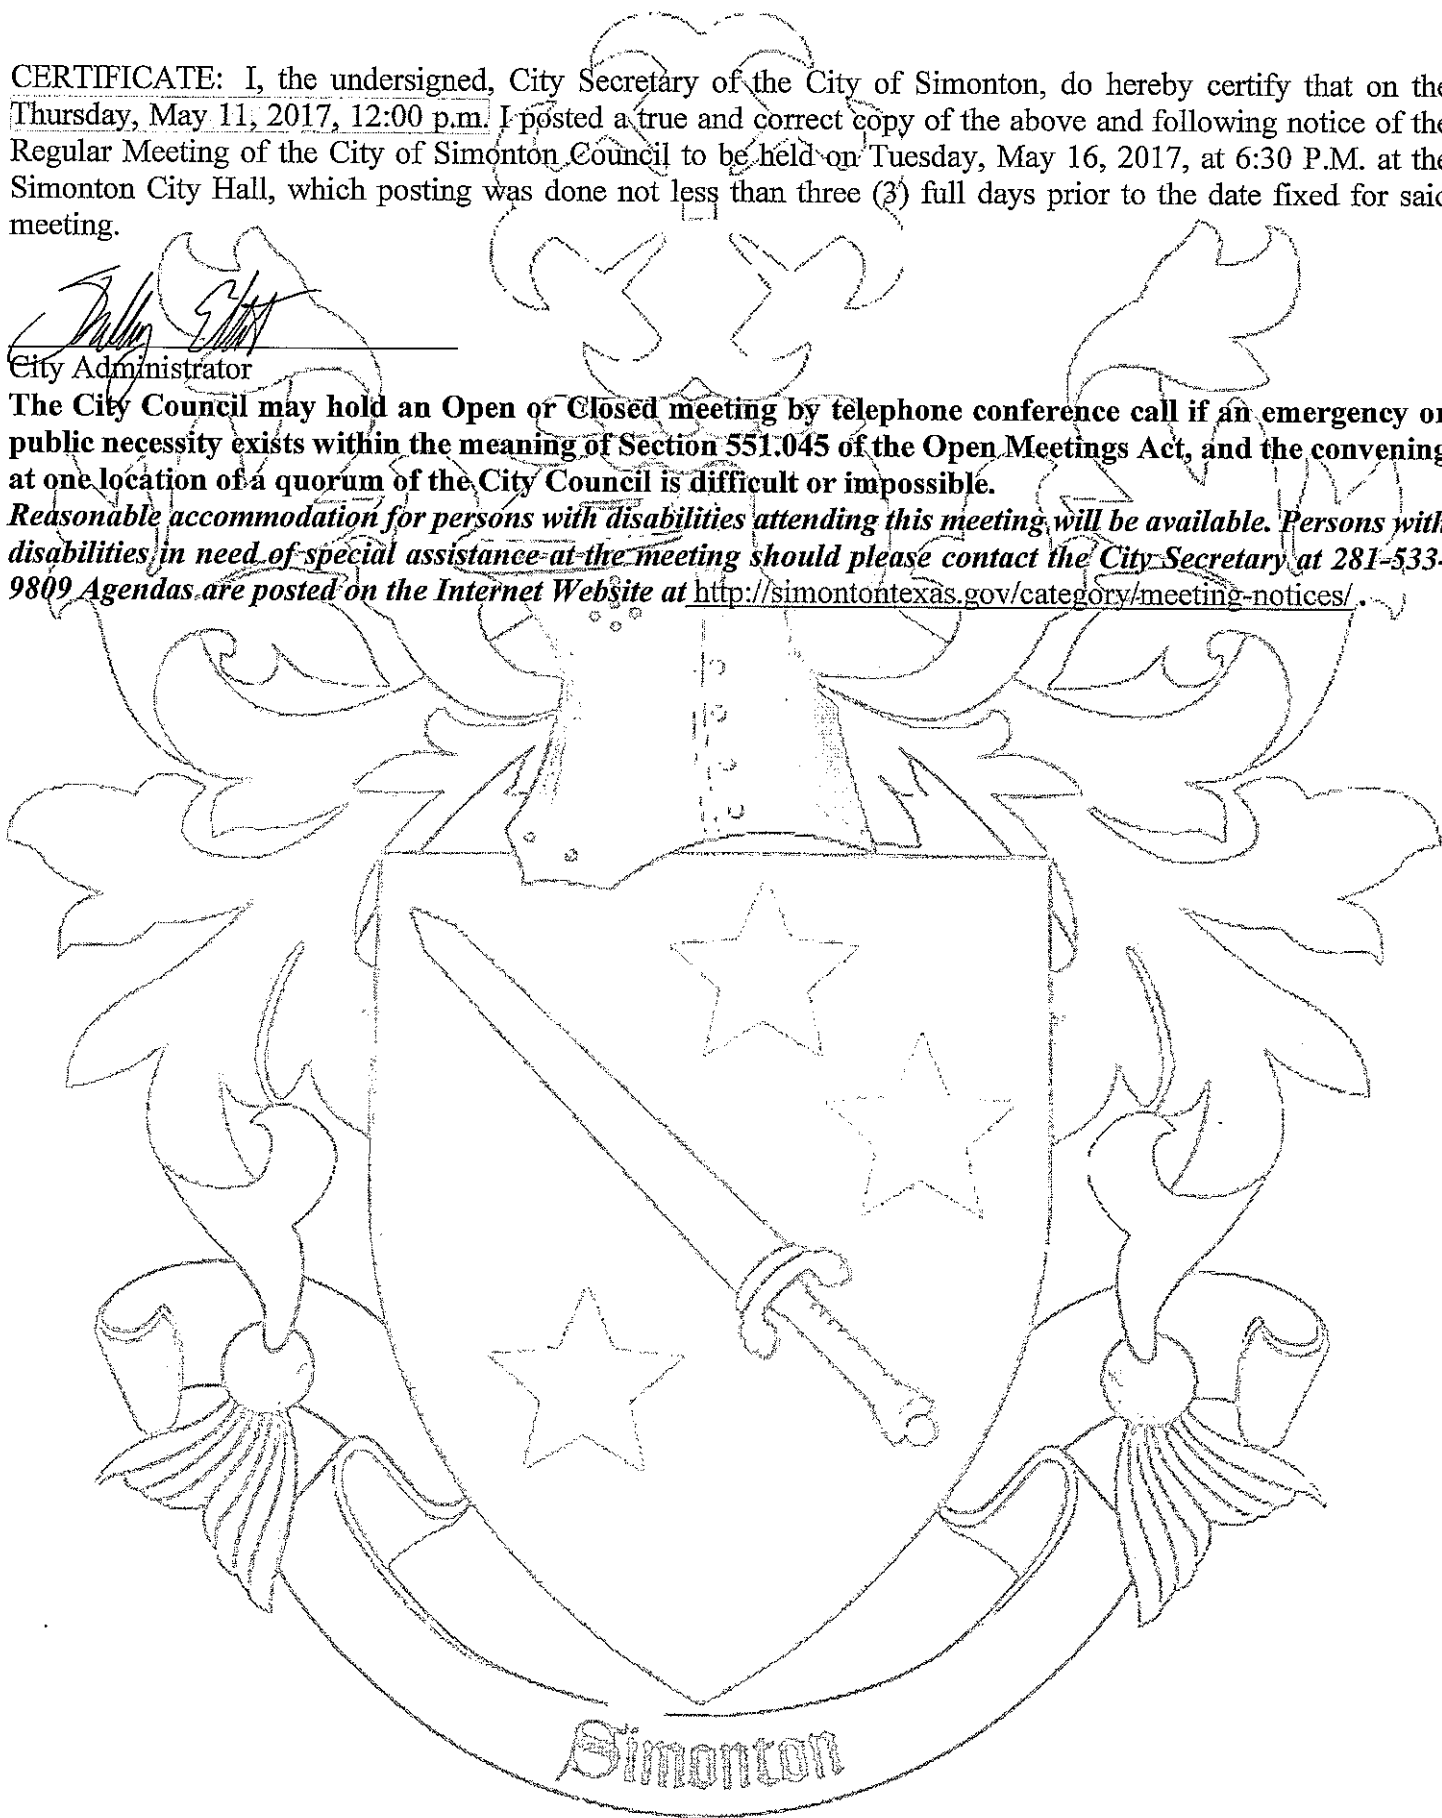 CERTIFICATE: I, the undersigned, City Secretary of the City of Simonton, do hereby certify that on the
Thursday, May 11, 2017, 12:00 p.m. I posted a true and correct copy of the above and following notice of the
Regular Meeting of the City of Simonton Council to be held on Tuesday, May 16, 2017, at 6:30 P.M. at the
Simonton City Hall, which posting was done not less than three (3) full days prior to the date fixed for said
meeting.
City Administrator
The City Council may hold an Open or Closed meeting by telephone conference call if an emergency or
public necessity exists within the meaning of Section 551.045 of the Open Meetings Act, and the convening
at one location of a quorum of the City Council is difficult or impossible.
Reasonable accommodation for persons with disabilities attending this meeting will be available. Persons with
disabilities in need of special assistance at the meeting should please contact the City Secretary at 281-533-
9809 Agendas are posted on the Internet Website at http://simontontexas.gov/category/meeting-notices/ .
Simonton